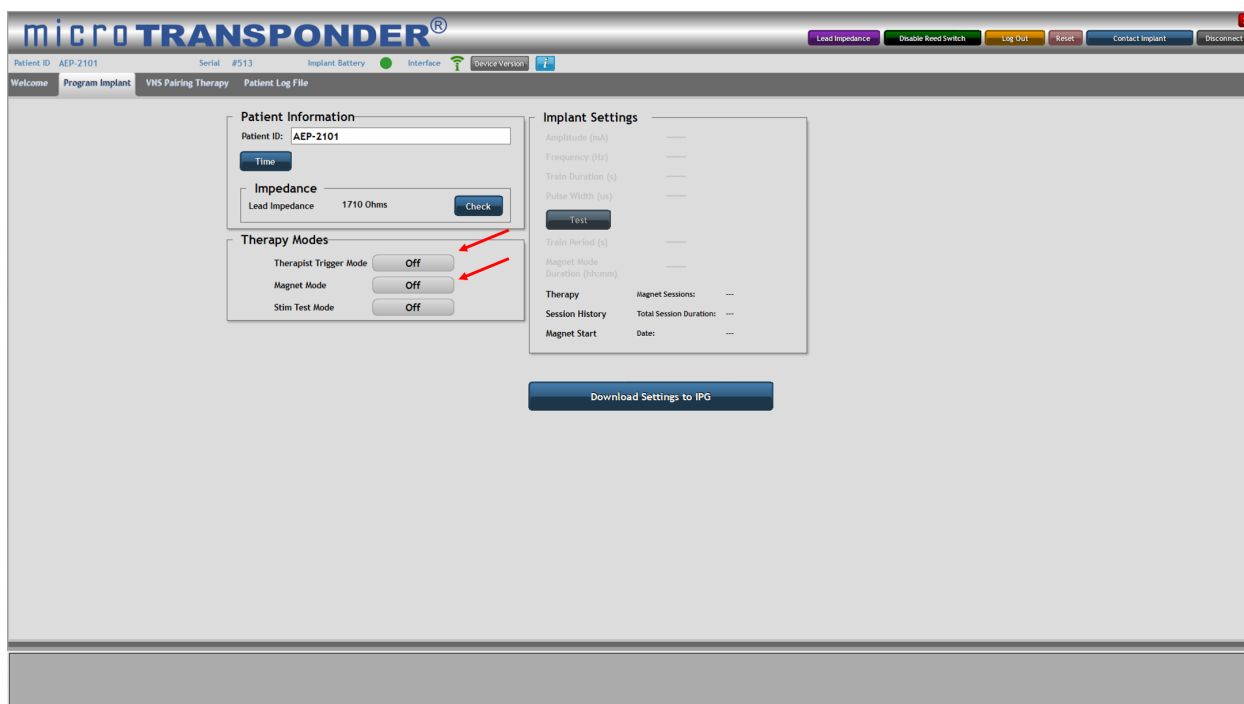 microTRANSPONDER®
Lead Impedance Disable Reed Switch Log Out Reset Contact Implant Disconnect
Patient ID AEP-2101 Serial #513 Implant Battery Interface Device Version i
Welcome Program Implant VNS Pairing Therapy Patient Log File
Patient Information
Patient ID: AEP-2101
Time
Impedance
Lead Impedance 1710 Ohms Check
Therapy Modes
Therapist Trigger Mode Off
Magnet Mode Off
Stim Test Mode Off
Implant Settings
Amplitude (mA) -----
Frequency (Hz) -----
Train Duration (s) -----
Pulse Width (us) -----
Test
Train Period (s) -----
Magnet Mode
Duration (hh:mm) -----
Therapy Magnet Sessions: ---
Session History Total Session Duration: ---
Magnet Start Date: ---
Download Settings to IPG